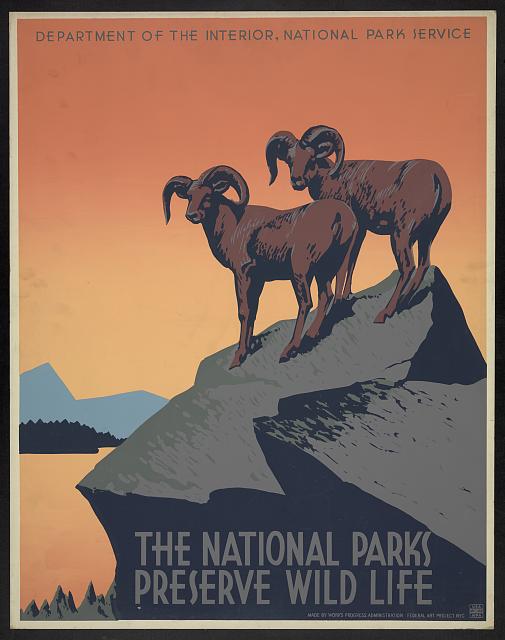 DEPARTMENT OF THE INTERIOR, NATIONAL PARK SERVICE
THE NATIONAL PARKS
PRESERVE WILD LIFE
MADE BY WORKS PROGRESS ADMINISTRATION · FEDERAL ART PROJECT NYC